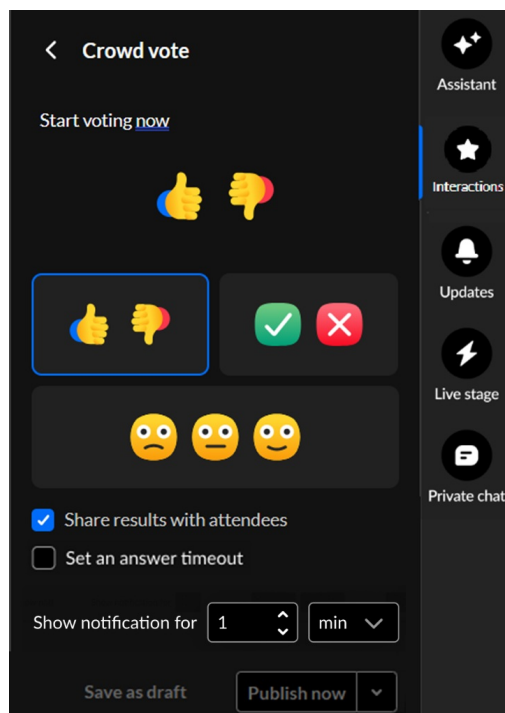 Crowd vote
Start voting now
Share results with attendees
Set an answer timeout
Show notification for 1 min
Save as draft Publish now
Assistant
Interactions
Updates
Live stage
Private chat